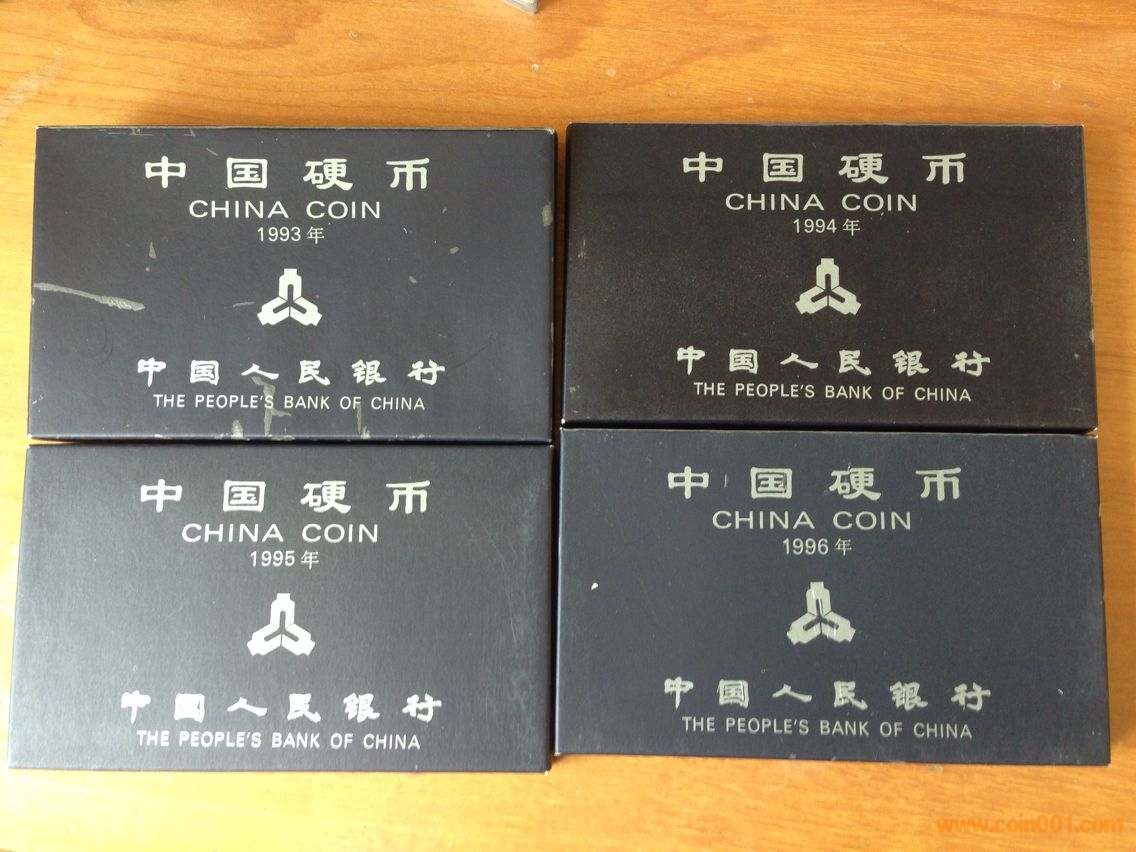 中国硬币
CHINA COIN
1993年
中国人民银行
THE PEOPLE'S BANK OF CHINA
中国硬币
CHINA COIN
1994年
中国人民银行
THE PEOPLE'S BANK OF CHINA
中国硬币
CHINA COIN
1995年
中国人民银行
THE PEOPLE'S BANK OF CHINA
中国硬币
CHINA COIN
1996年
中国人民银行
THE PEOPLE'S BANK OF CHINA
www.coin001.com